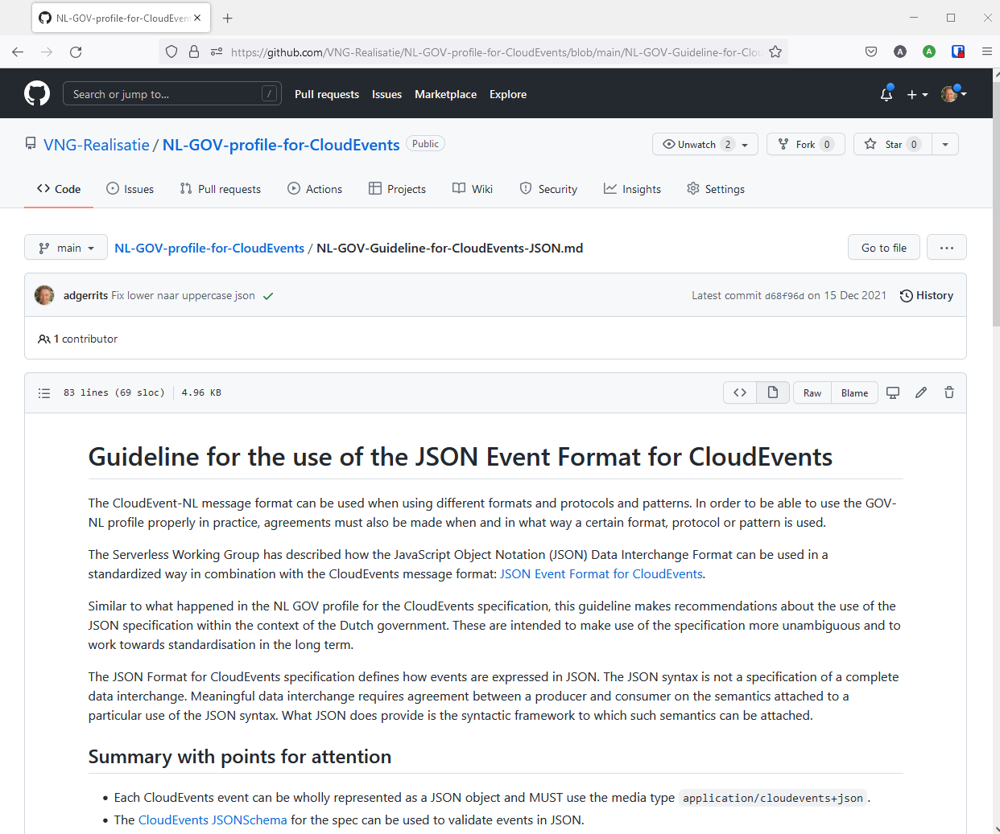 NL-GOV-profile-for-CloudEven
https://github.com/VNG-Realisatie/NL-GOV-profile-for-CloudEvents/blob/main/NL-GOV-Guideline-for-Clou
A
A
Search or jump to...
/
Pull requests
Issues
Marketplace
Explore
VNG-Realisatie / NL-GOV-profile-for-CloudEvents Public
Unwatch 2
Fork 0
Star 0
Code
Issues
Pull requests
Actions
Projects
Wiki
Security
Insights
Settings
main
NL-GOV-profile-for-CloudEvents / NL-GOV-Guideline-for-CloudEvents-JSON.md
Go to file
adgerrits Fix lower naar uppercase json
Latest commit d68f96d on 15 Dec 2021
History
1 contributor
83 lines (69 sloc) 4.96 KB
Raw
Blame
Guideline for the use of the JSON Event Format for CloudEvents
The CloudEvent-NL message format can be used when using different formats and protocols and patterns. In order to be able to use the GOV-
NL profile properly in practice, agreements must also be made when and in what way a certain format, protocol or pattern is used.
The Serverless Working Group has described how the JavaScript Object Notation (JSON) Data Interchange Format can be used in a
standardized way in combination with the CloudEvents message format: JSON Event Format for CloudEvents.
Similar to what happened in the NL GOV profile for the CloudEvents specification, this guideline makes recommendations about the use of the
JSON specification within the context of the Dutch government. These are intended to make use of the specification more unambiguous and to
work towards standardisation in the long term.
The JSON Format for CloudEvents specification defines how events are expressed in JSON. The JSON syntax is not a specification of a complete
data interchange. Meaningful data interchange requires agreement between a producer and consumer on the semantics attached to a
particular use of the JSON syntax. What JSON does provide is the syntactic framework to which such semantics can be attached.
Summary with points for attention
• Each CloudEvents event can be wholly represented as a JSON object and MUST use the media type application/cloudevents+json .
• The CloudEvents JSONSchema for the spec can be used to validate events in JSON.